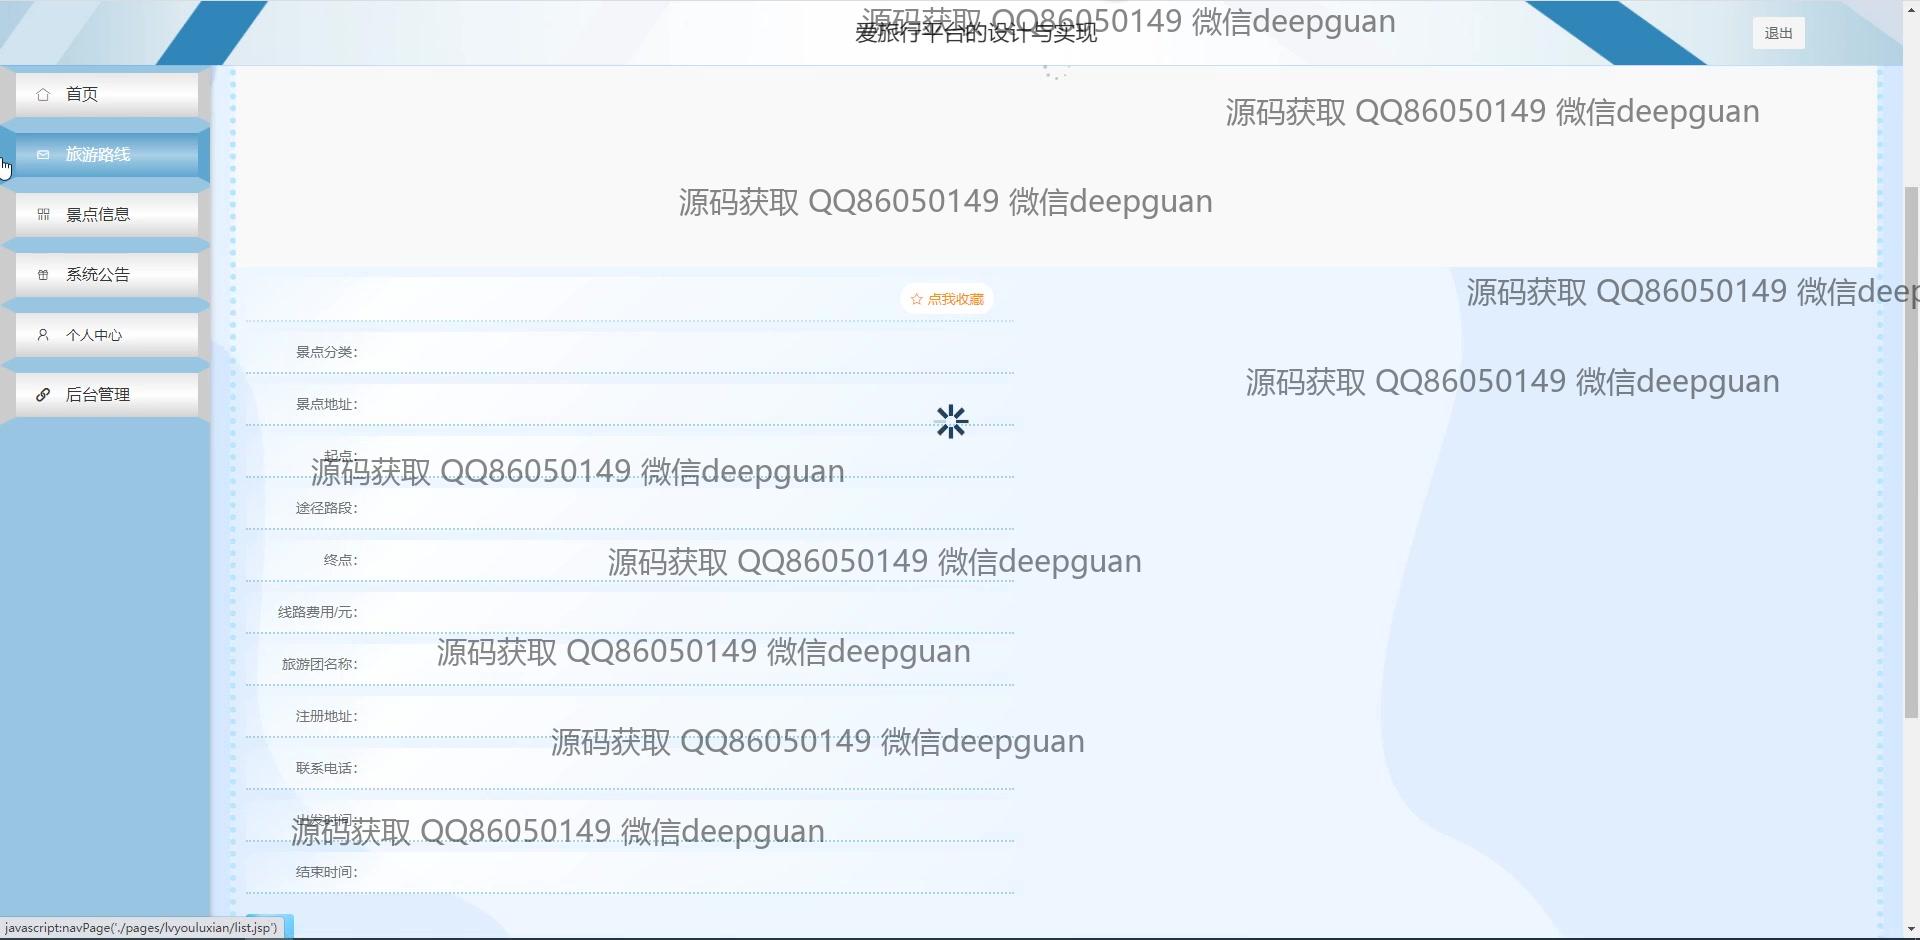 源码获取 QQ86050149 微信deepguan
爱旅行平台的设计与实现
退出
首页
源码获取 QQ86050149 微信deepguan
旅游路线
源码获取 QQ86050149 微信deepguan
景点信息
系统公告
源码获取 QQ86050149 微信deep
点我收藏
个人中心
景点分类：
源码获取 QQ86050149 微信deepguan
后台管理
景点地址：
起点：
源码获取 QQ86050149 微信deepguan
途径路段：
终点：
源码获取 QQ86050149 微信deepguan
线路费用/元：
旅游团名称：
源码获取 QQ86050149 微信deepguan
注册地址：
源码获取 QQ86050149 微信deepguan
联系电话：
出发时间：
源码获取 QQ86050149 微信deepguan
结束时间：
javascript:navPage('./pages/lvyouluxian/list.jsp')